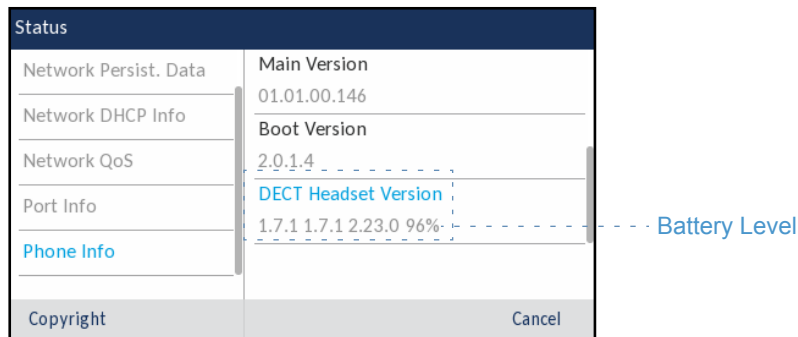 Status
Network Persist. Data
Network DHCP Info
Network QoS
Port Info
Phone Info
Main Version
01.01.00.146
Boot Version
2.0.1.4
DECT Headset Version
1.7.1 1.7.1 2.23.0 96%
Battery Level
Copyright
Cancel